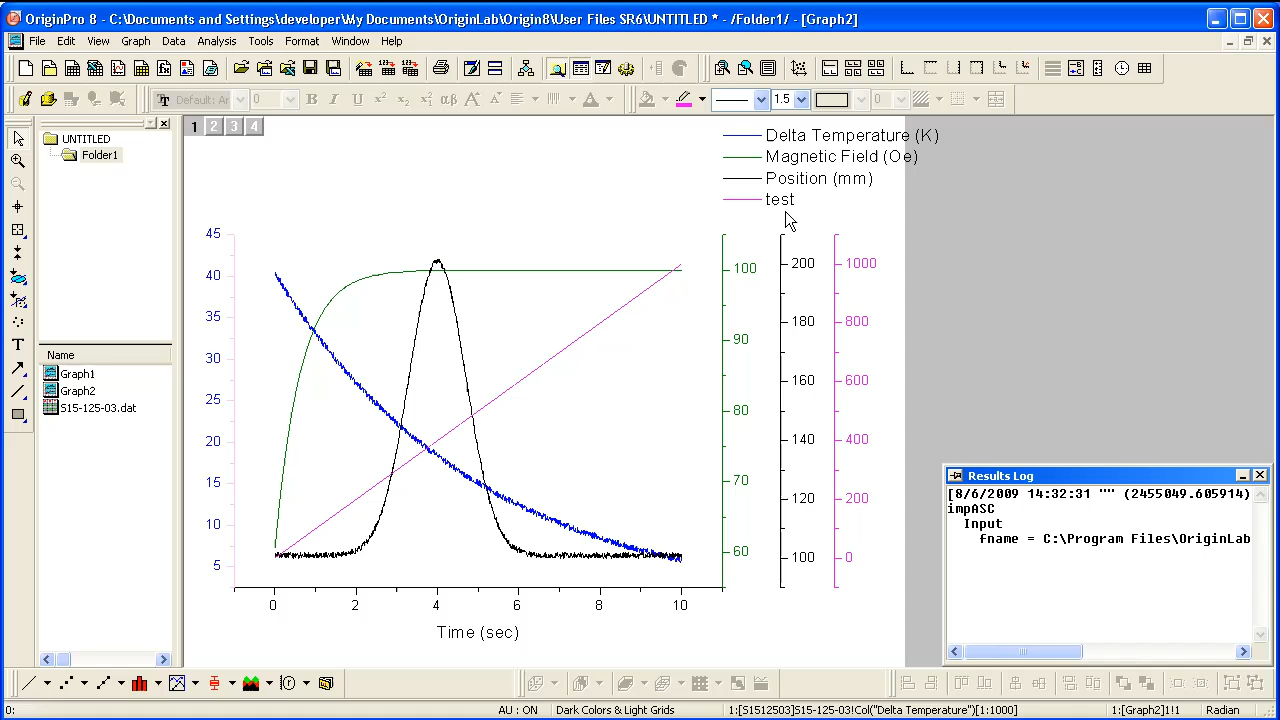 OriginPro 8 - C:\Documents and Settings\developer\My Documents\OriginLab\Origin8\User Files SR6\UNTITLED * - /Folder1/ - [Graph2]
File Edit View Graph Data Analysis Tools Format Window Help
Default: Ar 0 B I U αβ A A A 1.5 0
UNTITLED
Folder1
Name
Graph1
Graph2
S15-125-03.dat
1 2 3 4
Delta Temperature (K)
Magnetic Field (Oe)
Position (mm)
test
45
40
35
30
25
20
15
10
5
100
90
80
70
60
200
180
160
140
120
100
1000
800
600
400
200
0
0 2 4 6 8 10
Time (sec)
Results Log
[8/6/2009 14:32:31 "" (2455049.605914)
impASC
Input
fname = C:\Program Files\OriginLab
0: AU : ON Dark Colors & Light Grids 1:[S1512503]S15-125-03!Col("Delta Temperature")[1:1000] 1:[Graph2]1!1 Radian